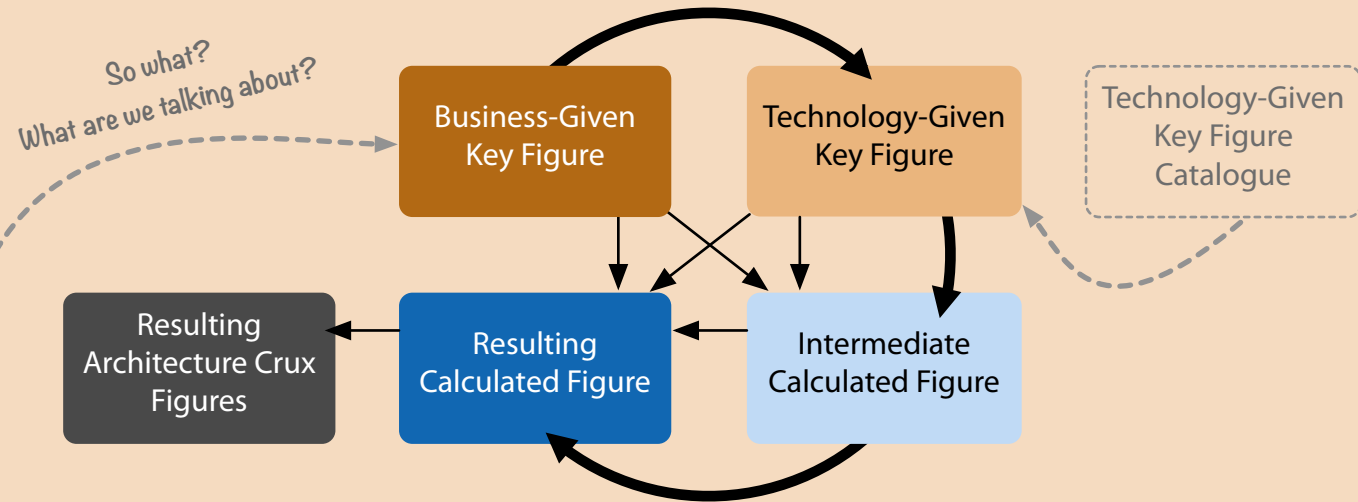 So what?
What are we talking about?
Business-Given
Key Figure
Technology-Given
Key Figure
Technology-Given
Key Figure
Catalogue
Resulting
Architecture Crux
Figures
Resulting
Calculated Figure
Intermediate
Calculated Figure